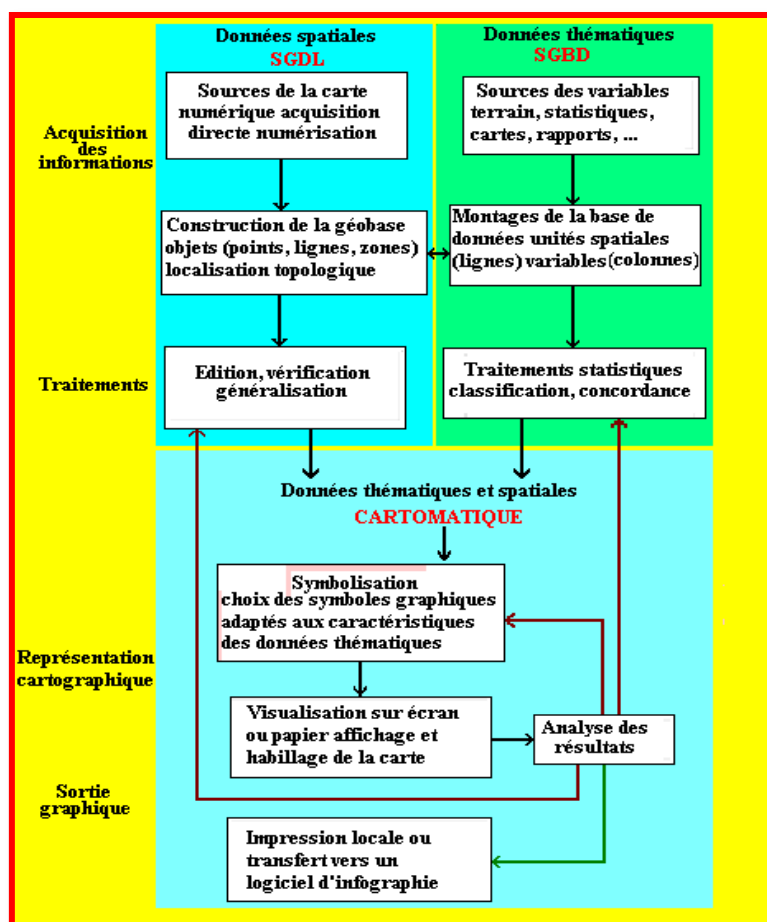 Données spatiales
SGDL
Données thématiques
SGBD
Acquisition
des
informations
Sources de la carte
numérique acquisition
directe numérisation
Sources des variables
terrain, statistiques,
cartes, rapports, ...
Construction de la géobase
objets (points, lignes, zones)
localisation topologique
Montages de la base de
données unités spatiales
(lignes) variables (colonnes)
Traitements
Edition, vérification
généralisation
Traitements statistiques
classification, concordance
Données thématiques et spatiales
CARTOMATIQUE
Symbolisation
choix des symboles graphiques
adaptés aux caractéristiques
des données thématiques
Représentation
cartographique
Visualisation sur écran
ou papier affichage et
habillage de la carte
Analyse des
résultats
Sortie
graphique
Impression locale ou
transfert vers un
logiciel d'infographie